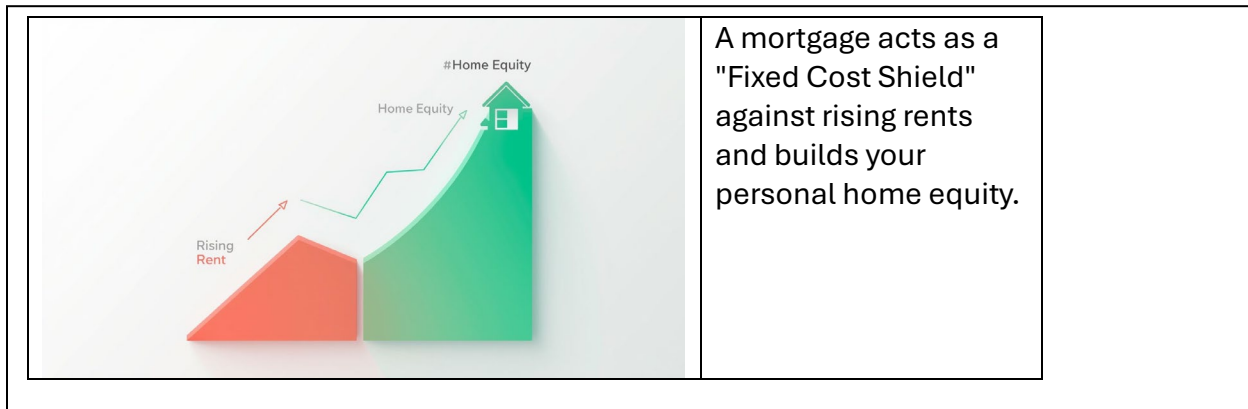 #Home Equity
Home Equity
Rising
Rent
A mortgage acts as a
"Fixed Cost Shield"
against rising rents
and builds your
personal home equity.